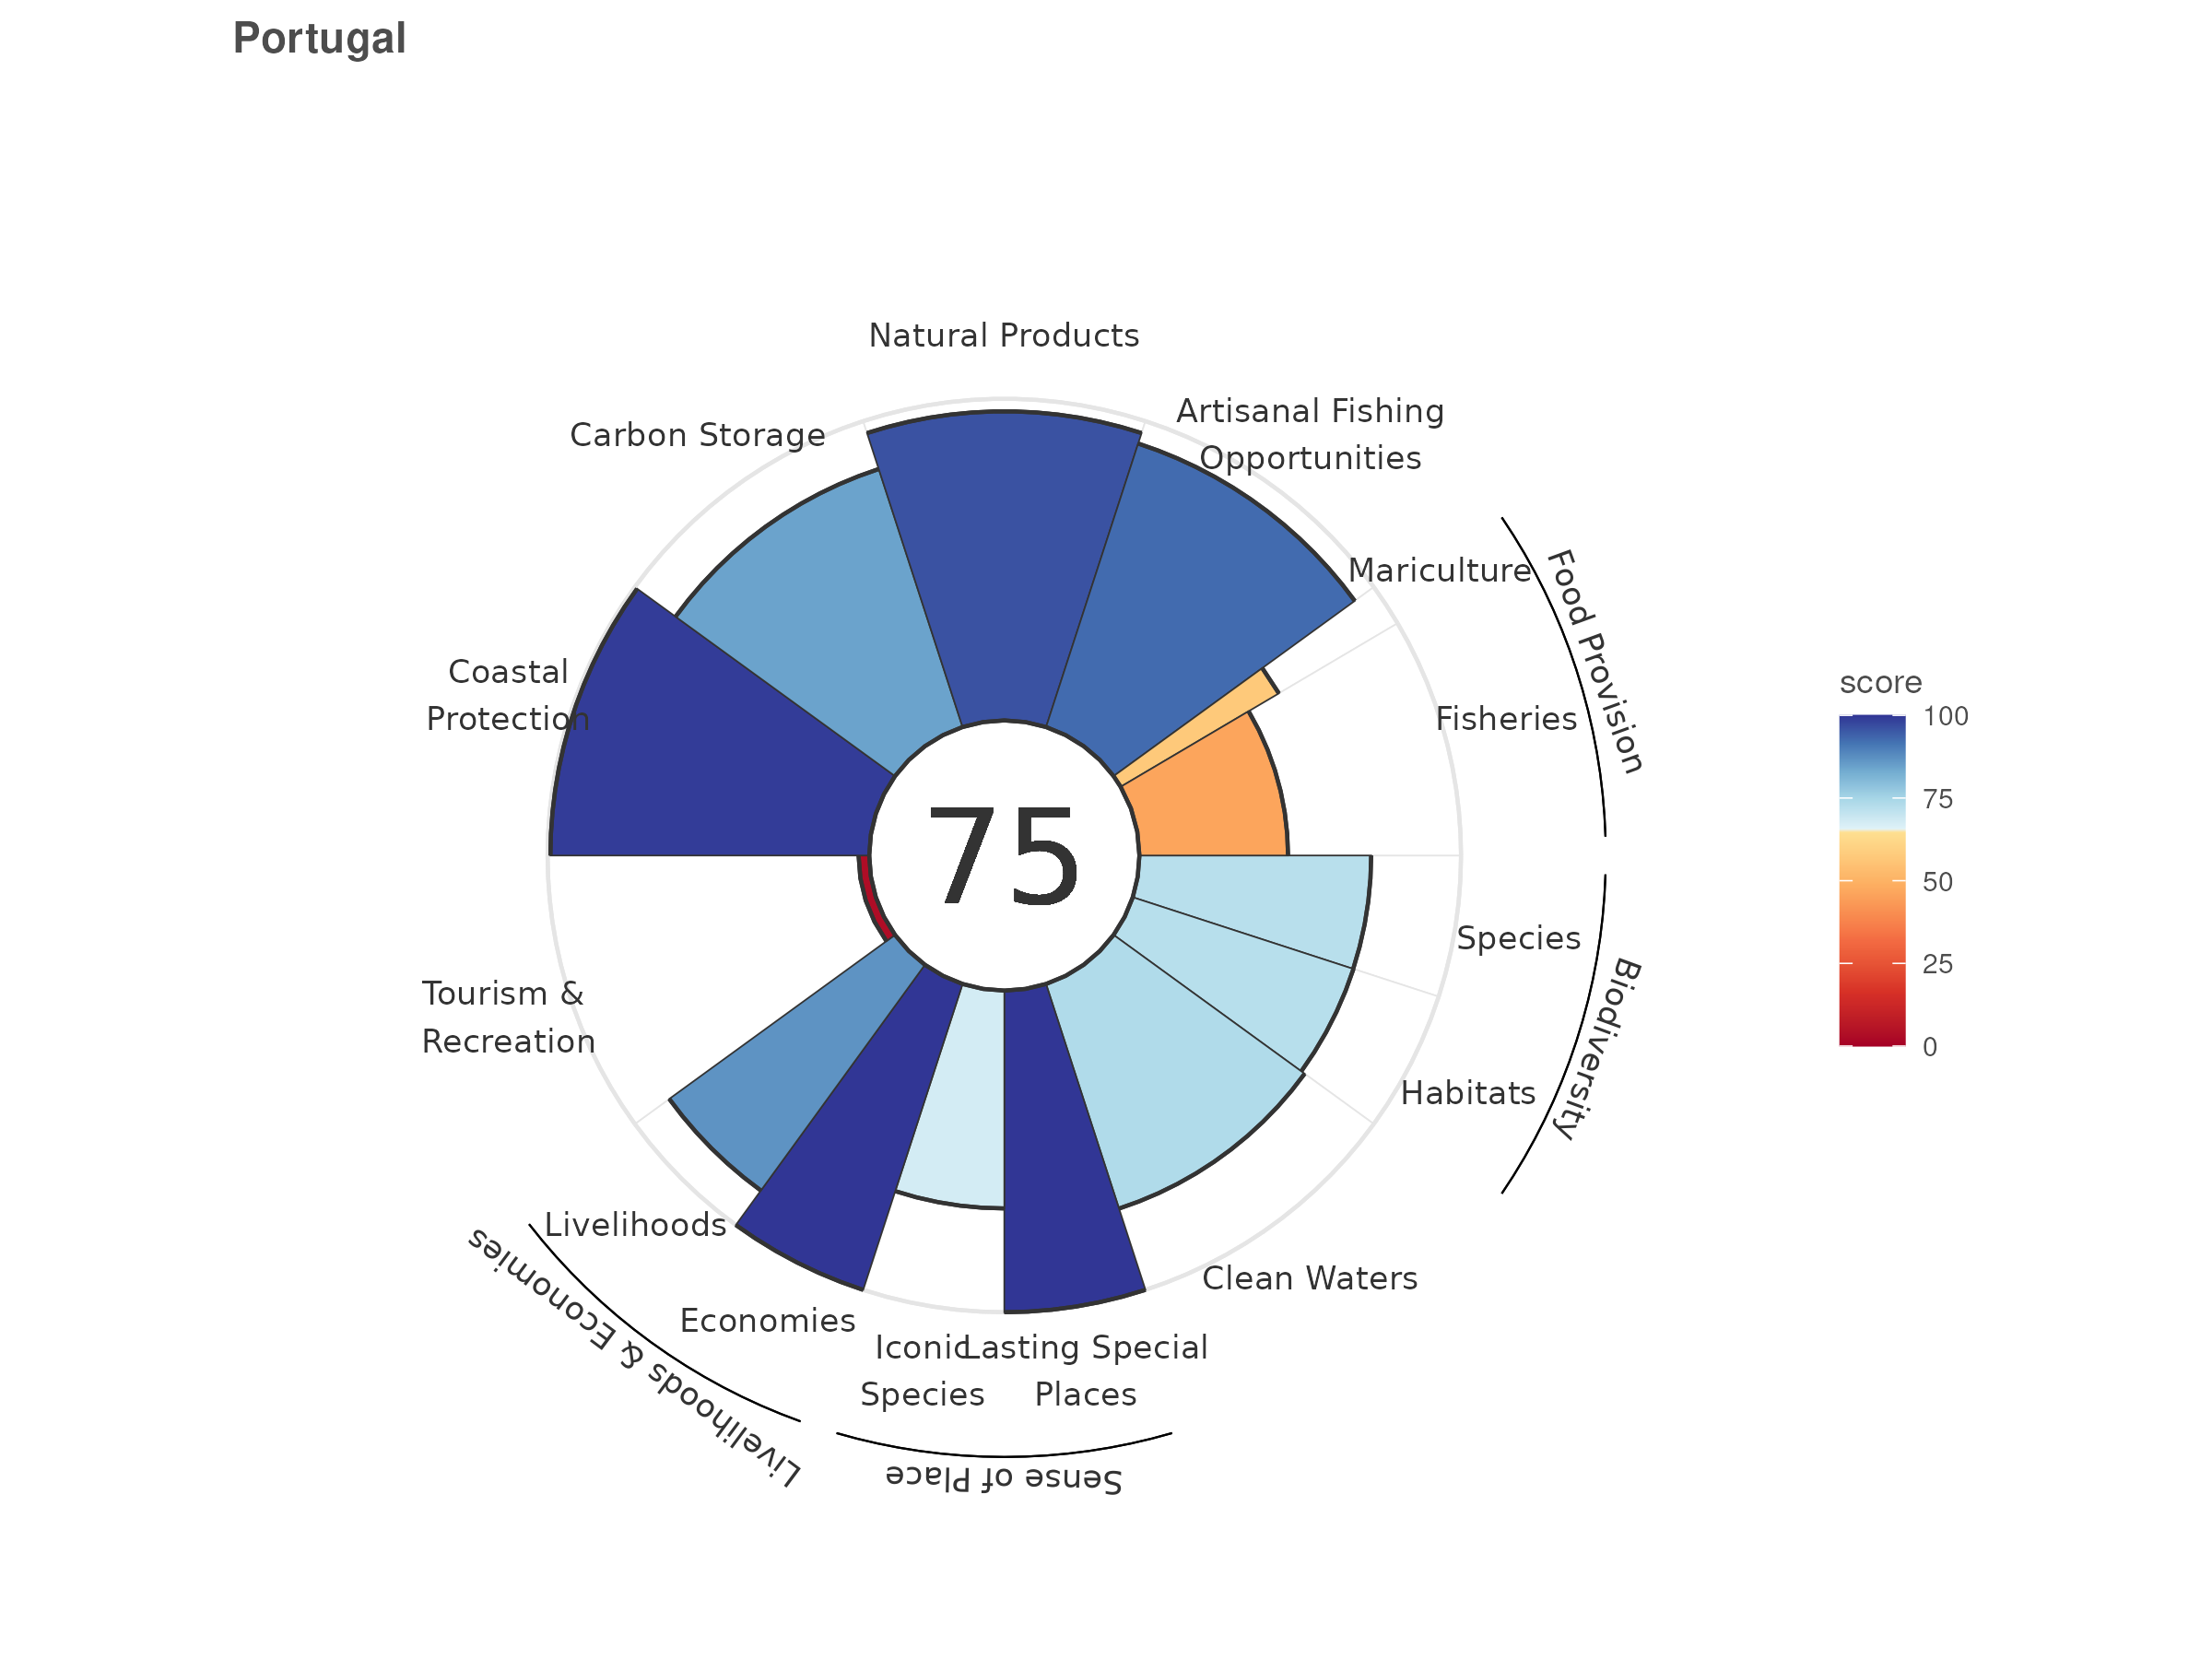 Portugal
Natural Products
Artisanal Fishing
Opportunities
Carbon Storage
Mariculture
Food Provision
Coastal
Protection
Fisheries
score
100
75
50
25
0
75
Species
Biodiversity
Tourism &
Recreation
Habitats
Livelihoods
Clean Waters
Livelihoods & Economies
Economies
Iconic
Species
Lasting Special
Places
Sense of Place